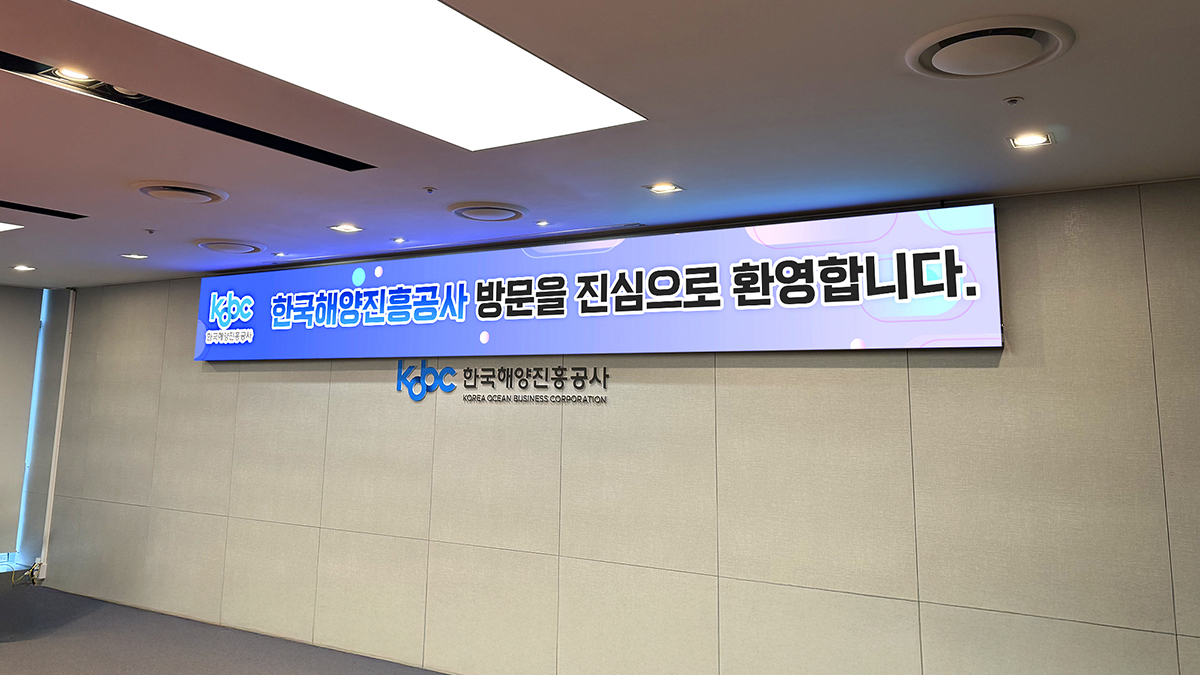 kobc
한국해양진흥공사
한국해양진흥공사 방문을 진심으로 환영합니다.
kobc 한국해양진흥공사
KOREA OCEAN BUSINESS CORPORATION